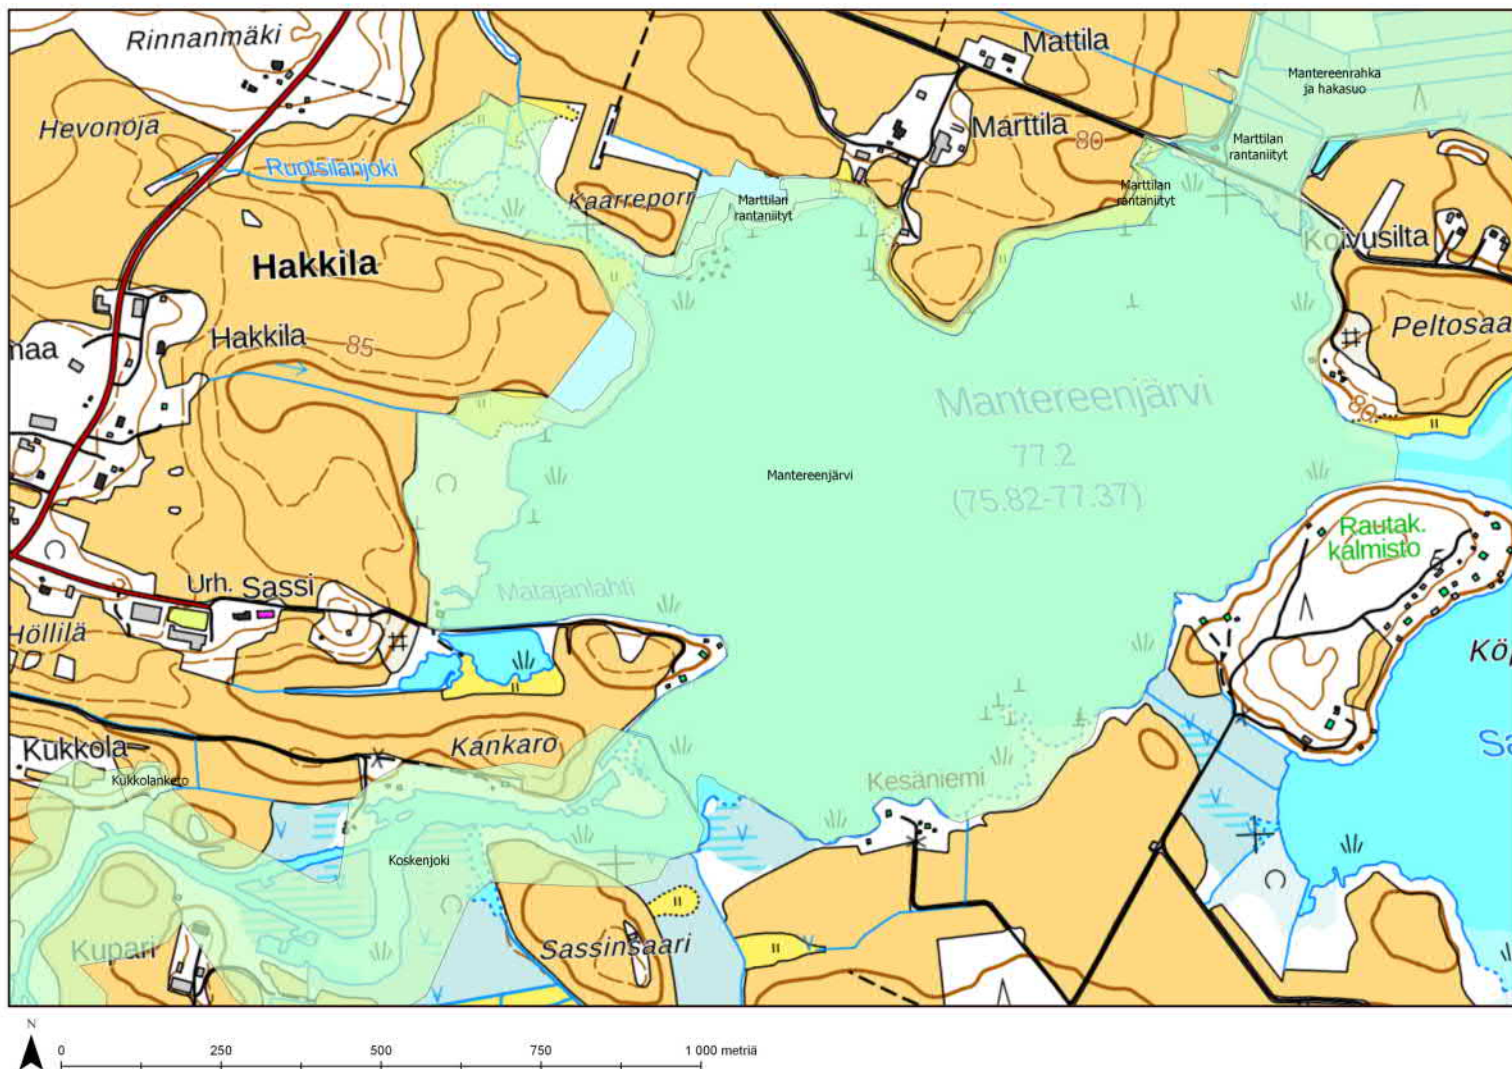 Rinnanmäki
Mattila
Mantereenrahka
ja hakasuo
Hevonoja
Marttila
80
Marttilan
rantaniityt
Ruotsilanjoki
Kaarreporr
Marttilan
rantaniityt
Marttilan
rantaniityt
Koivusilta
Hakkila
Peltosaa
Hakkila
85
naa
Mantereenjärvi
80
77.2
Mantereenjärvi
(75.82-77.37)
Rautak.
kalmisto
Urh. Sassi
Matajanlahti
Höllilä
Köp
Kukkola
Kankaro
Sa
Kukkolanketo
Kesäniemi
Koskenjoki
Kupari
Sassinsaari
N
0 250 500 750 1 000 metriä